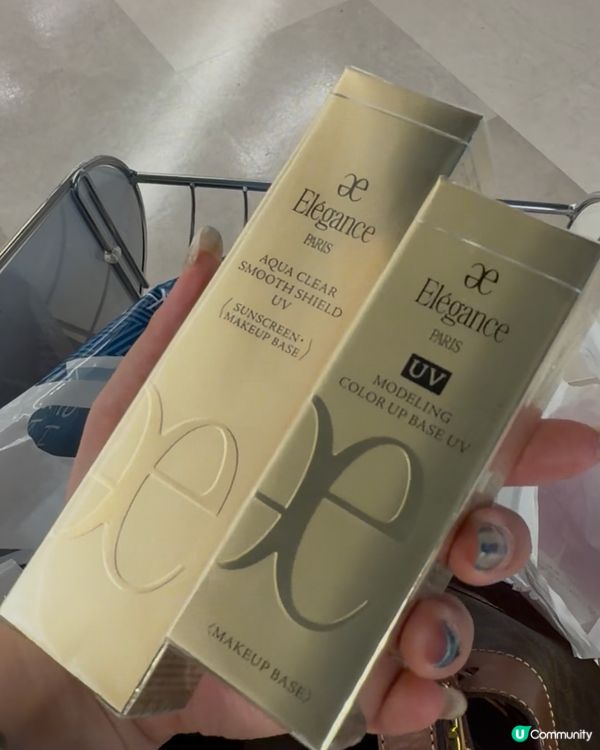 æ
Elégance
PARIS
AQUA CLEAR
SMOOTH SHIELD
UV
(SUNSCREEN・
MAKEUP BASE)
æ
æ
Elégance
PARIS
UV
MODELING
COLOR UP BASE UV
æ
(MAKEUP BASE)
U Community